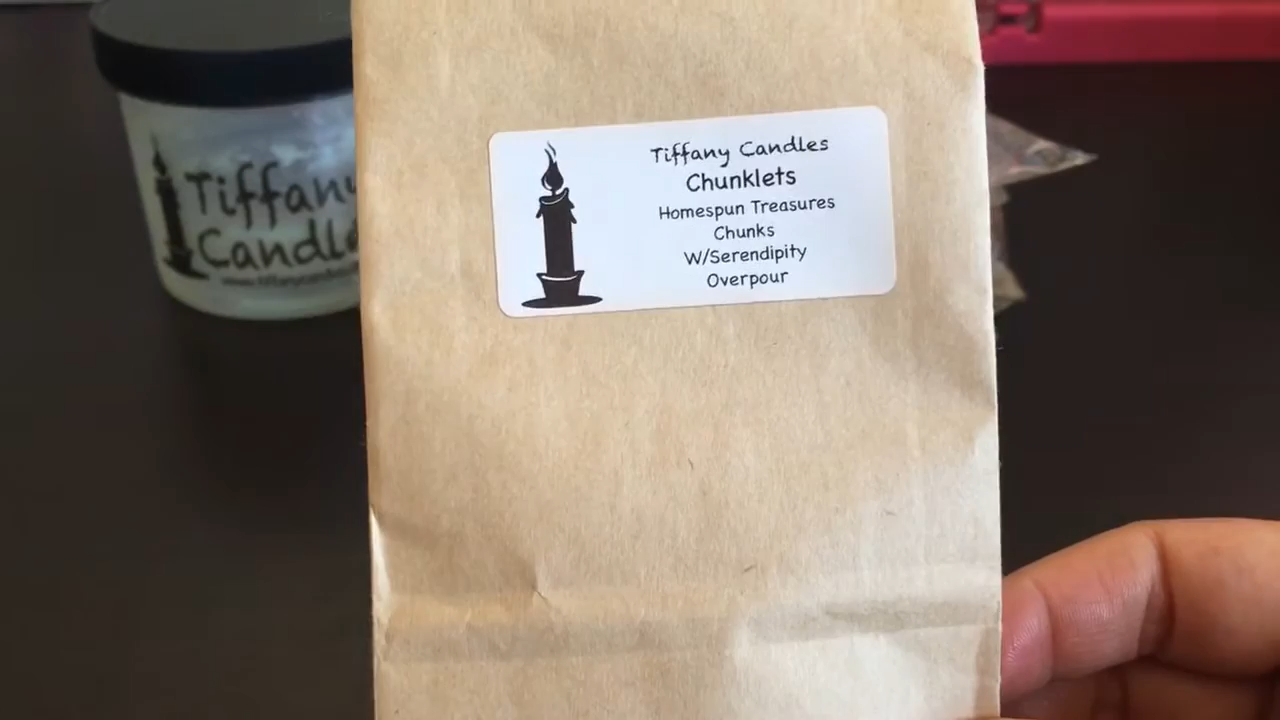 Tiffany Candles
Chunklets
Homespun Treasures
Chunks
W/Serendipity
Overpour
Tiffany
Candle